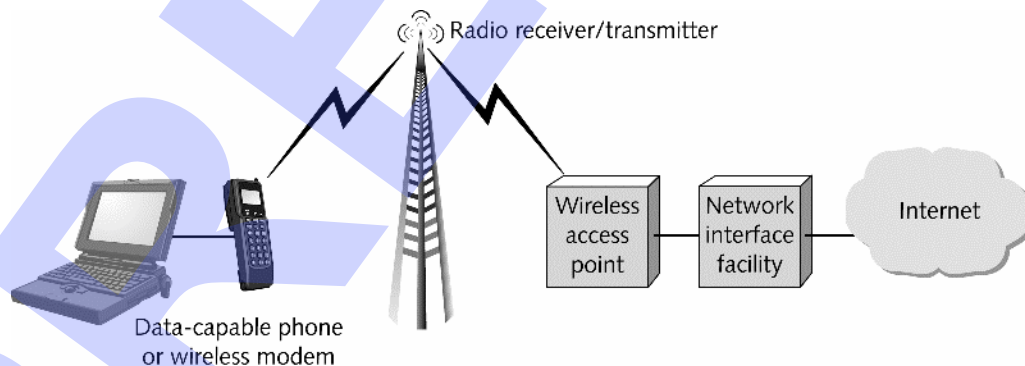 Radio receiver/transmitter
Wireless
access
point
Network
interface
facility
Internet
Data-capable phone
or wireless modem